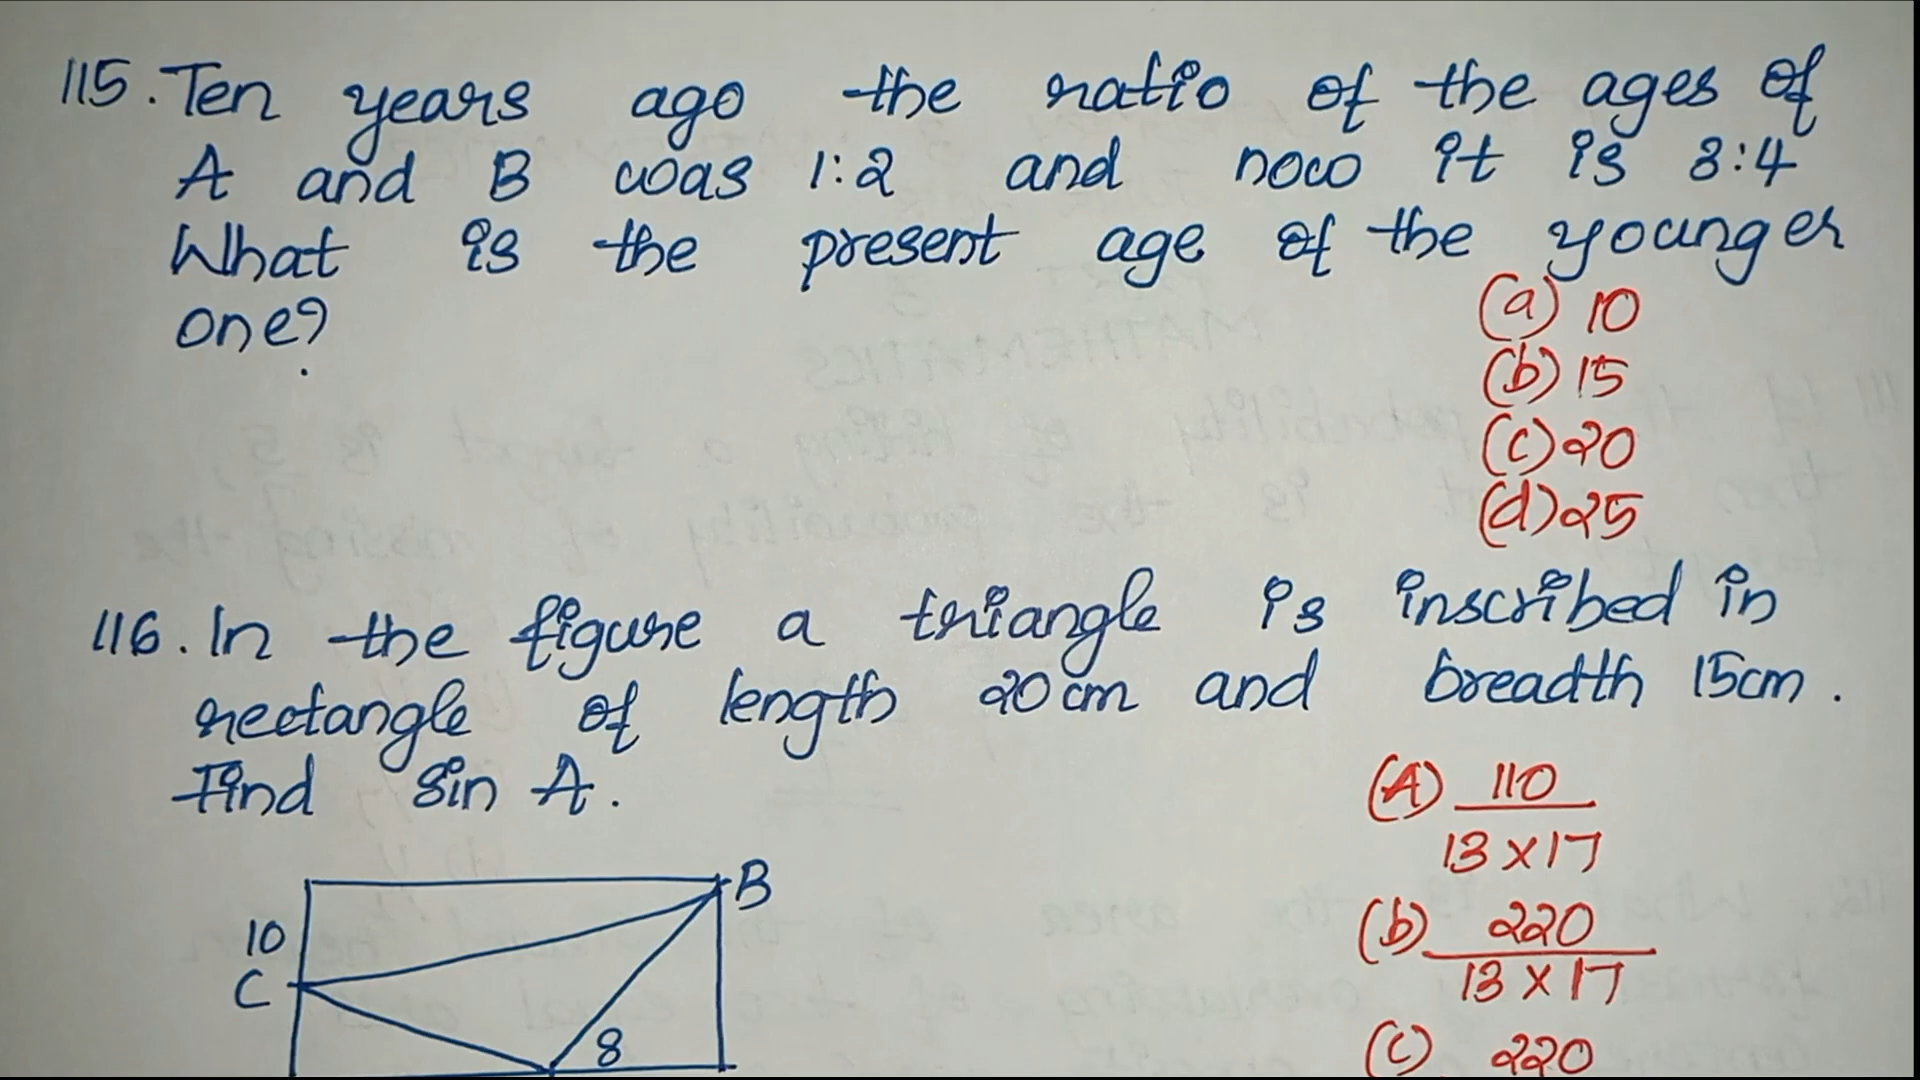 115. Ten years ago the ratio of the ages of
A and B was 1:2 and now it is 3:4
What is the present age of the younger
one?
(a) 10
(b) 15
(c) 20
(d) 25
116. In the figure a triangle is inscribed in
rectangle of length 20cm and breadth 15cm.
Find Sin A.
(A) 110
13 x 17
(b) 220
13 x 17
(c) 220
B
10
C
8